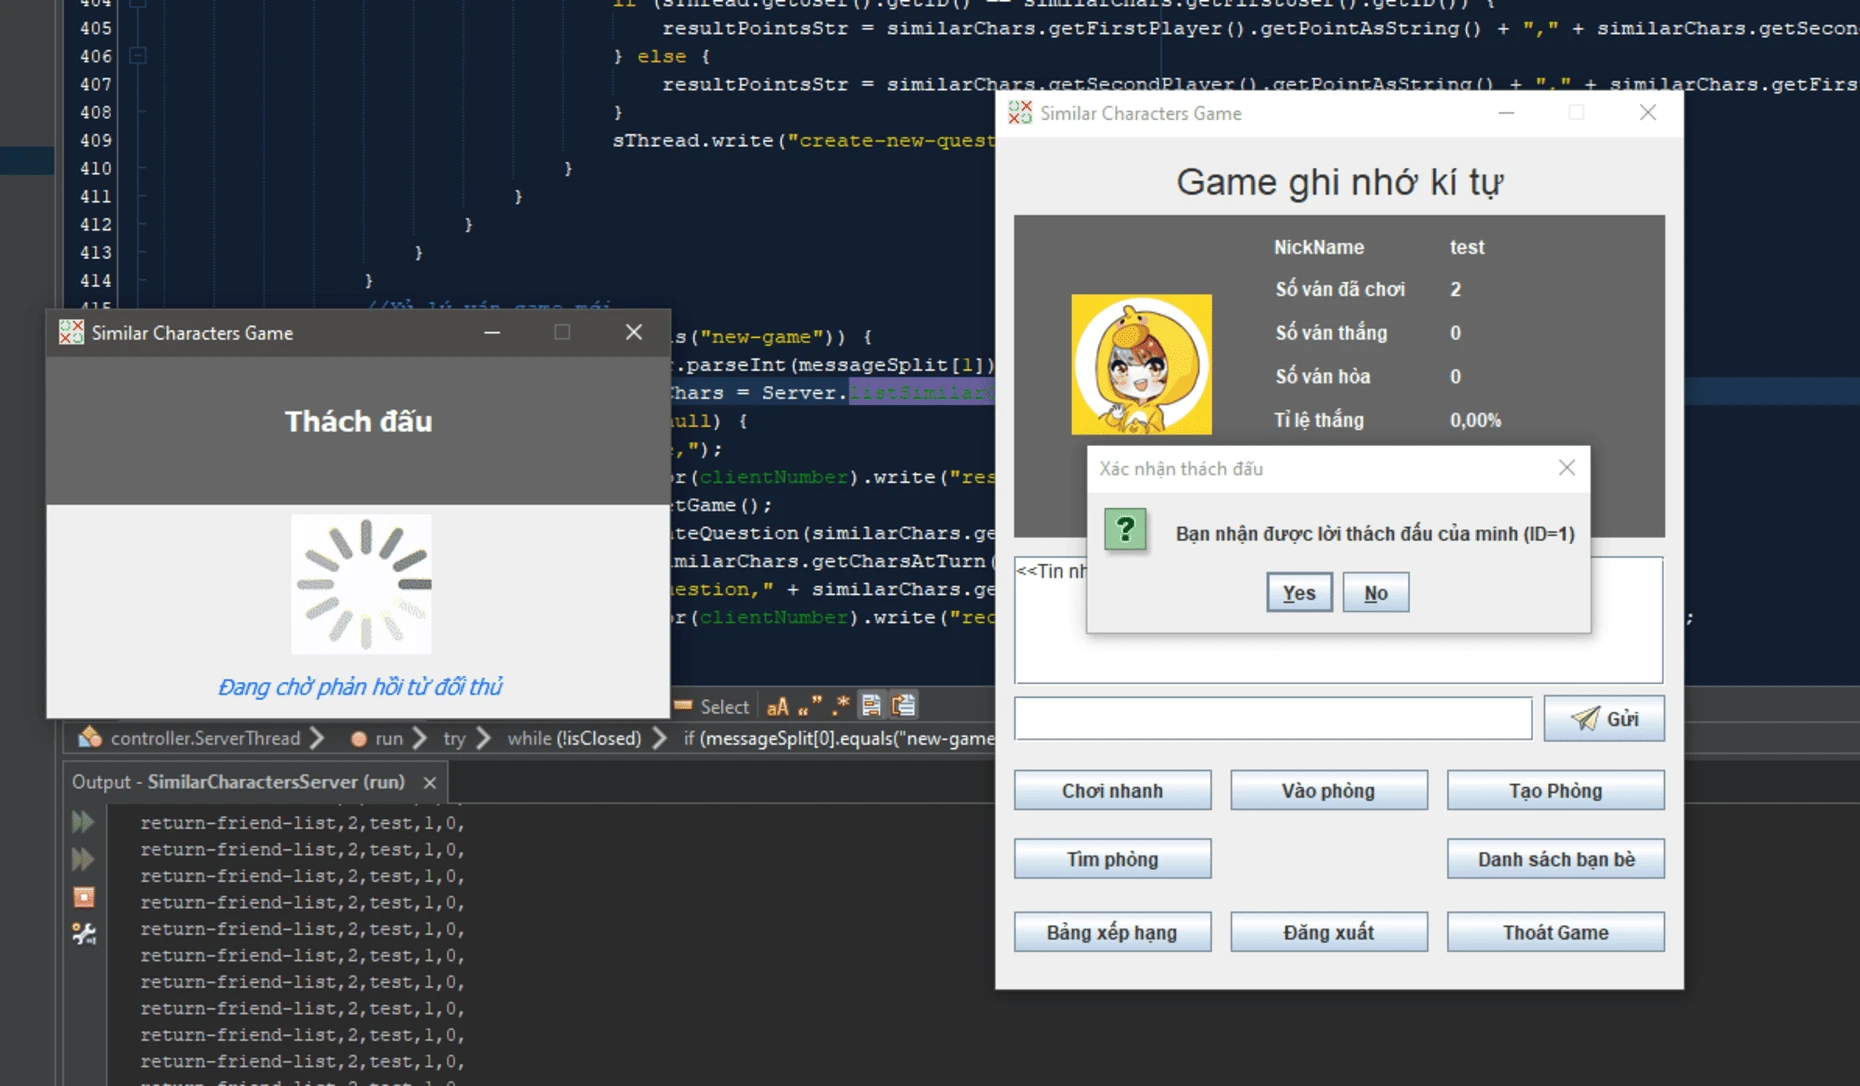 404 if (sThread.getUser().getID() == similarChars.getFirstUser().getID()) {
405 resultPointsStr = similarChars.getFirstPlayer().getPointAsString() + "," + similarChars.getSecon
406 } else {
407 resultPointsStr = similarChars.getSecondPlayer().getPointAsString() + "," + similarChars.getFirs
408 }
409 sThread.write("create-new-quest
410 }
411 }
412 }
413 }
414 }
415 //Xử lý ván game mới
s("new-game")) {
.parseInt(messageSplit[1])
Chars = Server.listSimilar
null) {
,");
or(clientNumber).write("res
etGame();
ateQuestion(similarChars.ge
imilarChars.getCharsAtTurn(
uestion," + similarChars.ge
or(clientNumber).write("rec
;
Similar Characters Game
Thách đấu
Đang chờ phản hồi từ đối thủ
Select
controller.ServerThread
run
try
while (!isClosed)
if (messageSplit[0].equals("new-game
Output - SimilarCharactersServer (run)
return-friend-list,2,test,1,0,
return-friend-list,2,test,1,0,
return-friend-list,2,test,1,0,
return-friend-list,2,test,1,0,
return-friend-list,2,test,1,0,
return-friend-list,2,test,1,0,
return-friend-list,2,test,1,0,
return-friend-list,2,test,1,0,
return-friend-list,2,test,1,0,
return-friend-list,2,test,1,0,
Similar Characters Game
Game ghi nhớ kí tự
NickName test
Số ván đã chơi 2
Số ván thắng 0
Số ván hòa 0
Tỉ lệ thắng 0,00%
Xác nhận thách đấu
Bạn nhận được lời thách đấu của minh (ID=1)
Yes No
<<Tin nh
Gửi
Chơi nhanh Vào phòng Tạo Phòng
Tìm phòng Danh sách bạn bè
Bảng xếp hạng Đăng xuất Thoát Game